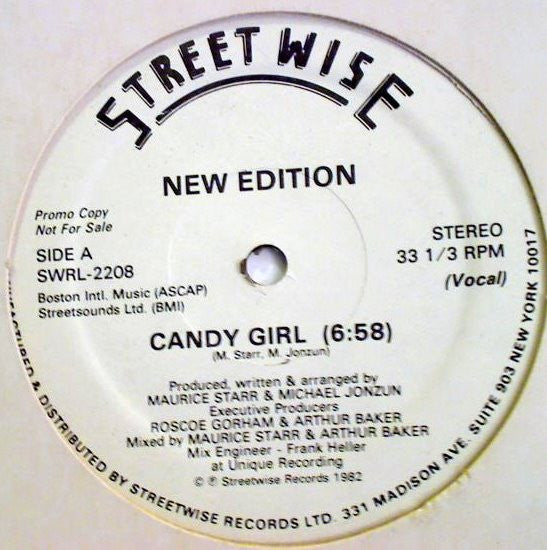 STREET WISE
NEW EDITION
Promo Copy
Not For Sale
SIDE A
SWRL-2208
Boston Intl. Music (ASCAP)
Streetsounds Ltd. (BMI)
STEREO
33 1/3 RPM
(Vocal)
CANDY GIRL (6:58)
(M. Starr, M. Jonzun)
Produced, written & arranged by
MAURICE STARR & MICHAEL JONZUN
Executive Producers
ROSCOE GORHAM & ARTHUR BAKER
Mixed by MAURICE STARR & ARTHUR BAKER
Mix Engineer - Frank Heller
at Unique Recording
© ℗ Streetwise Records 1982
MANUFACTURED & DISTRIBUTED BY STREETWISE RECORDS LTD. 331 MADISON AVE. SUITE 903 NEW YORK 10017